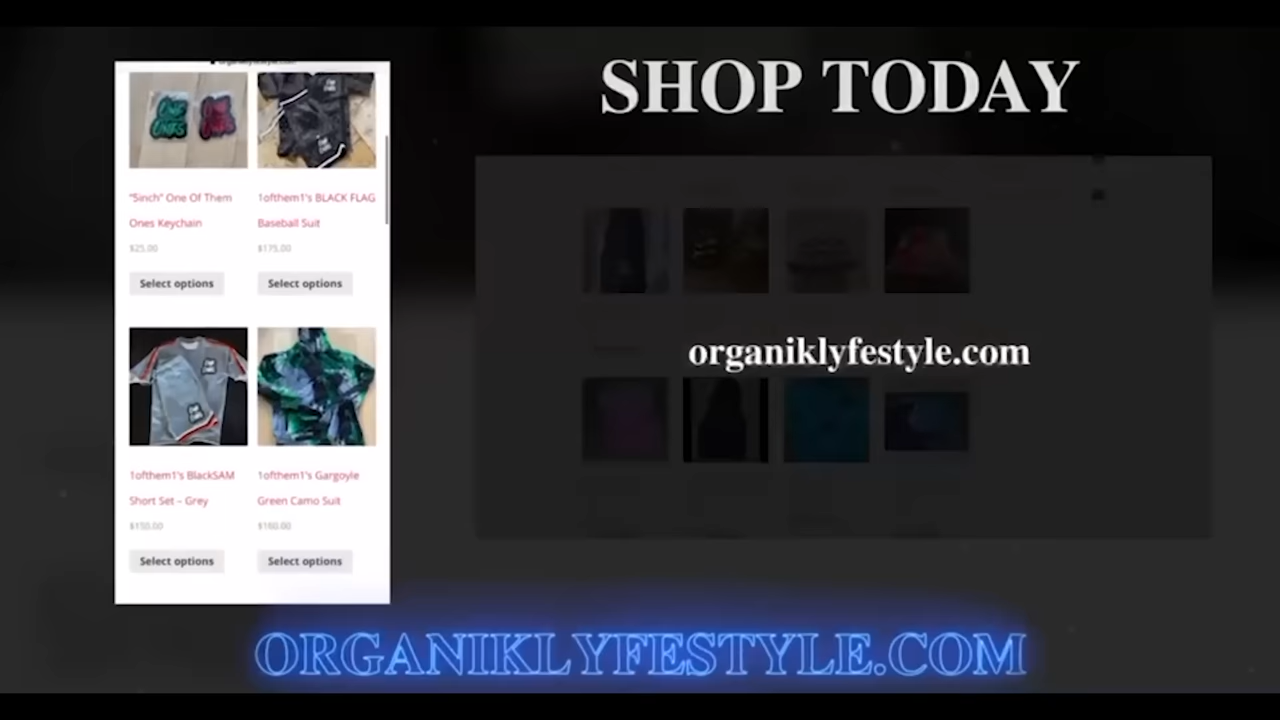 SHOP TODAY
"5inch" One Of Them
Ones Keychain
$25.00
Select options
1ofthem1's BLACK FLAG
Baseball Suit
$175.00
Select options
1ofthem1's BlackSAM
Short Set – Grey
$150.00
Select options
1ofthem1's Gargoyle
Green Camo Suit
$160.00
Select options
organiklyfestyle.com
ORGANIKLYFESTYLE.COM